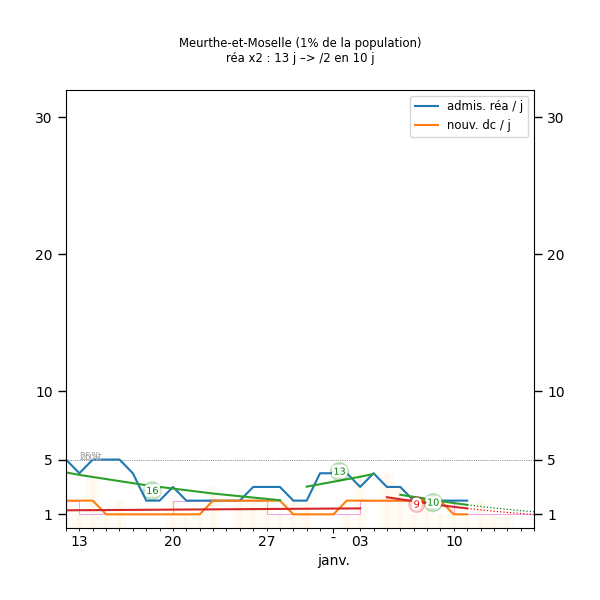 Meurthe-et-Moselle (1% de la population)
réa x2 : 13 j –> /2 en 10 j
admis. réa / j
nouv. dc / j
30 30
20 20
10 10
5 5
1 1
16
13
9
10
13 20 27 03 10
janv.